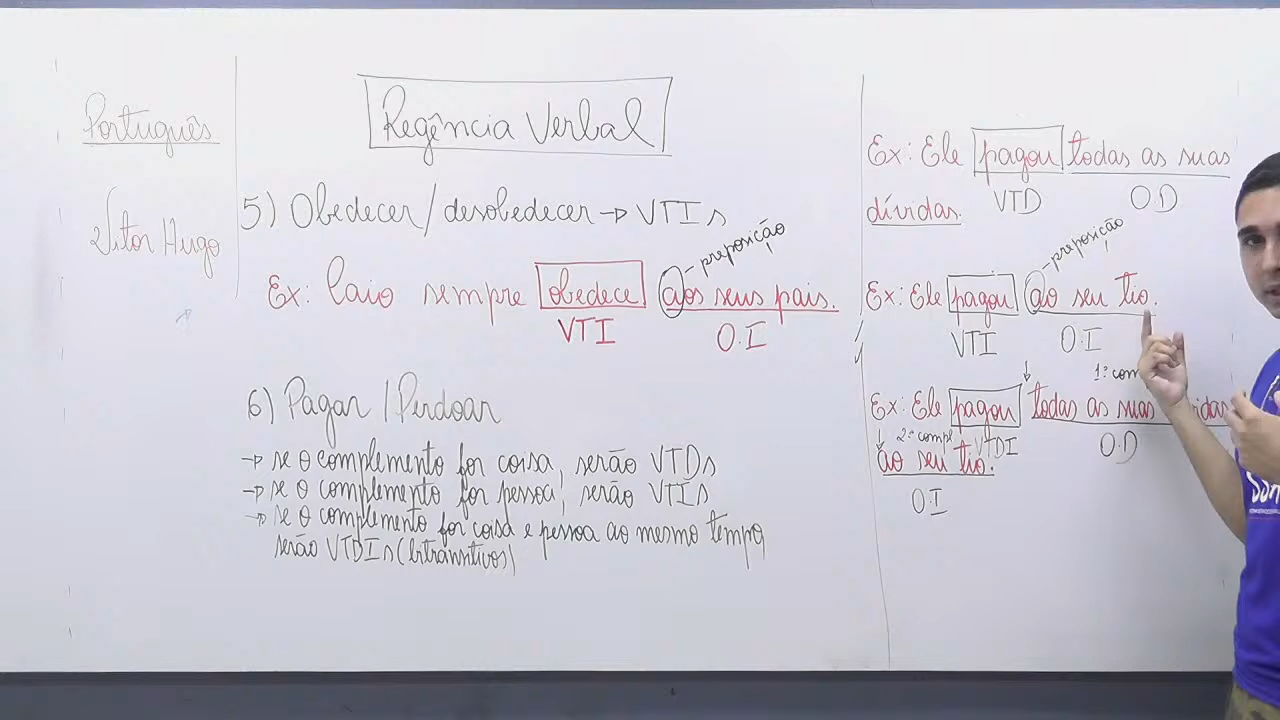 Português
Vitor Hugo
Regência Verbal
5) Obedecer/desobedecer → VTIs
preposição
Ex: Caio sempre obedece aos seus pais.
VTI O.I
6) Pagar / Perdoar
→ se o complemento for coisa, serão VTDs
→ se o complemento for pessoa, serão VTIs
→ se o complemento for coisa e pessoa ao mesmo tempo,
serão VTDIs (bitransitivos)
Ex: Ele pagou todas as suas
dívidas. VTD O D
preposição
Ex: Ele pagou ao seu tio.
VTI O.I
1º com
Ex: Ele pagou todas as suas idas
2º compl VTDI O.D
ao seu tio.
O.I